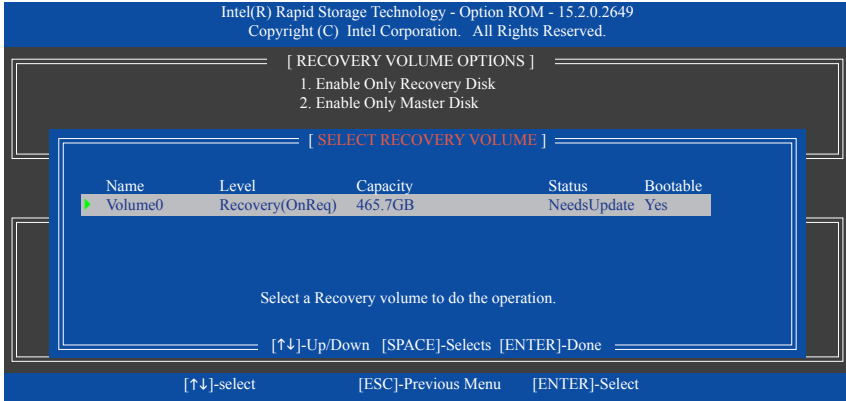 Intel(R) Rapid Storage Technology - Option ROM - 15.2.0.2649
Copyright (C) Intel Corporation. All Rights Reserved.
[ RECOVERY VOLUME OPTIONS ]
1. Enable Only Recovery Disk
2. Enable Only Master Disk
[ SELECT RECOVERY VOLUME ]
Name Level Capacity Status Bootable
Volume0 Recovery(OnReq) 465.7GB NeedsUpdate Yes
Select a Recovery volume to do the operation.
[↑↓]-Up/Down [SPACE]-Selects [ENTER]-Done
[↑↓]-select [ESC]-Previous Menu [ENTER]-Select